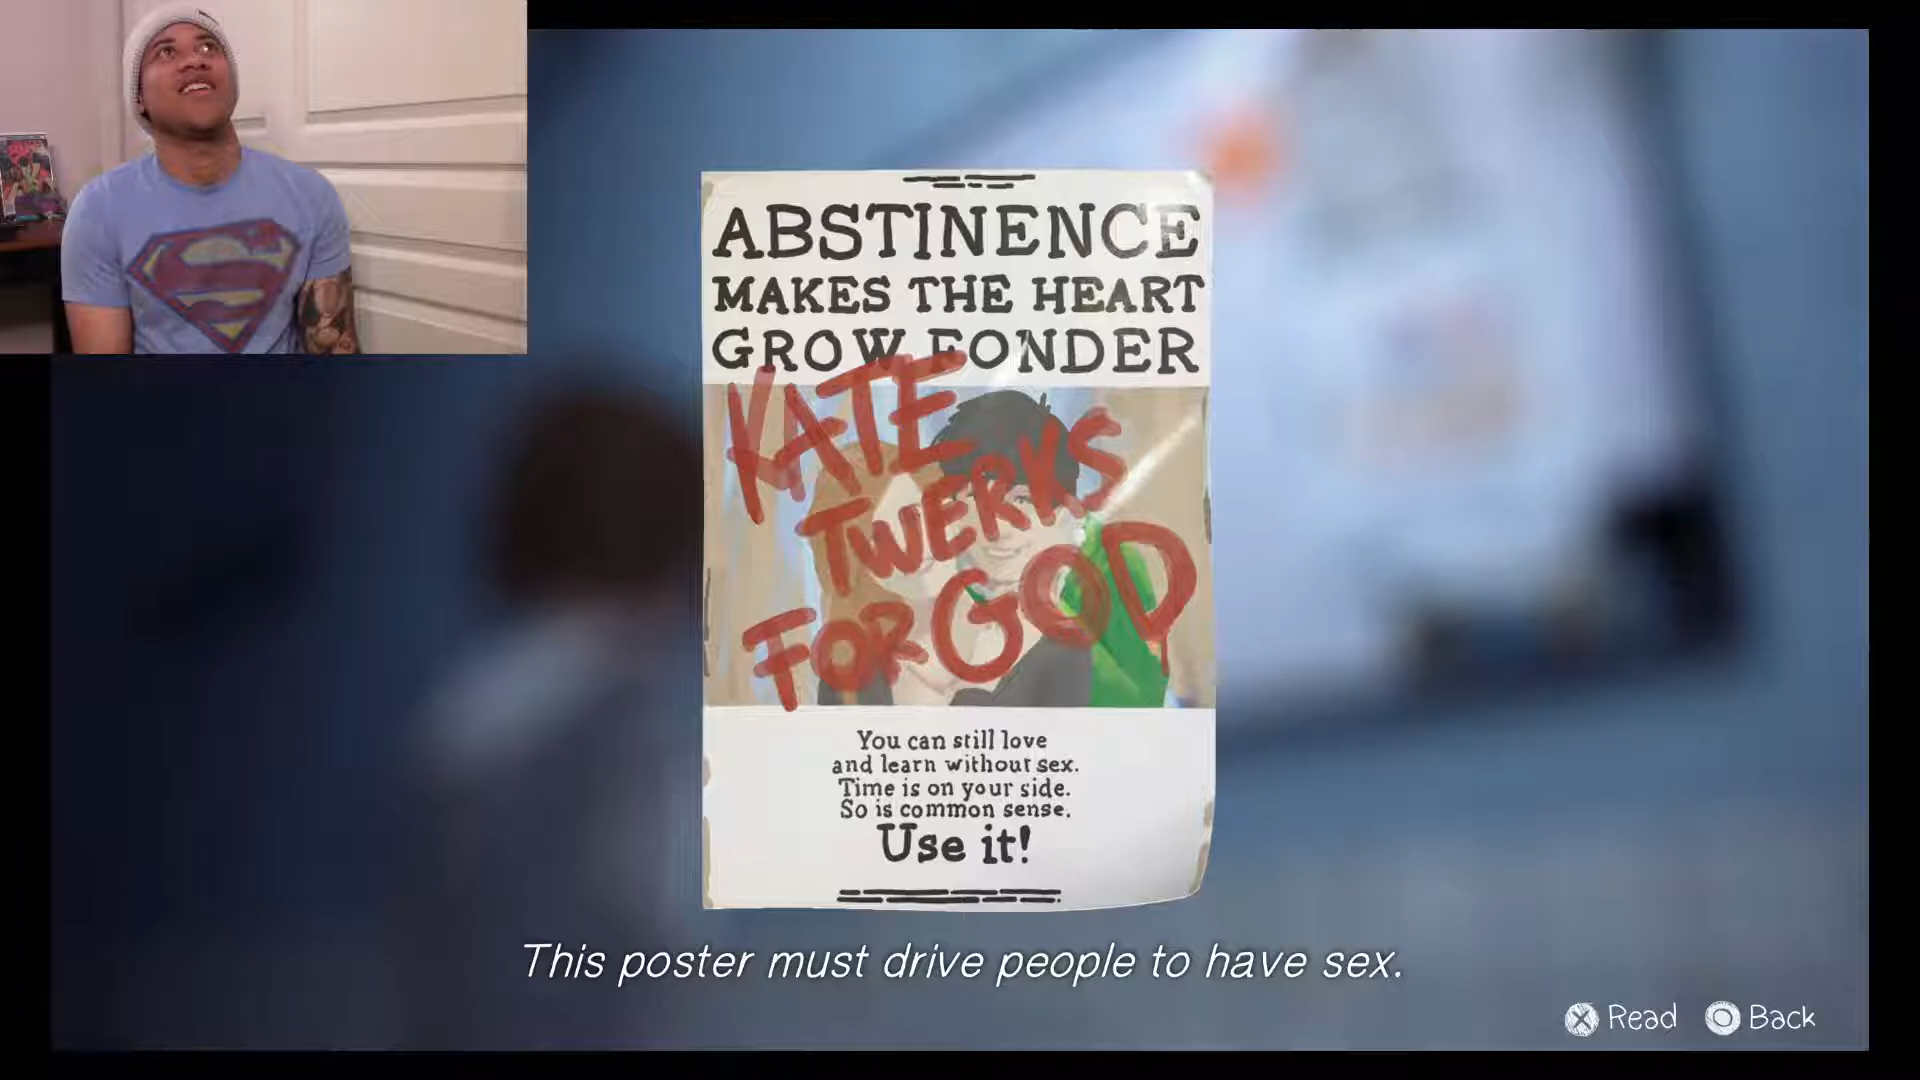 ABSTINENCE
MAKES THE HEART
GROW FONDER
KATE
TWERKS
FOR GOD
You can still love
and learn without sex.
Time is on your side.
So is common sense.
Use it!
This poster must drive people to have sex.
Read
Back